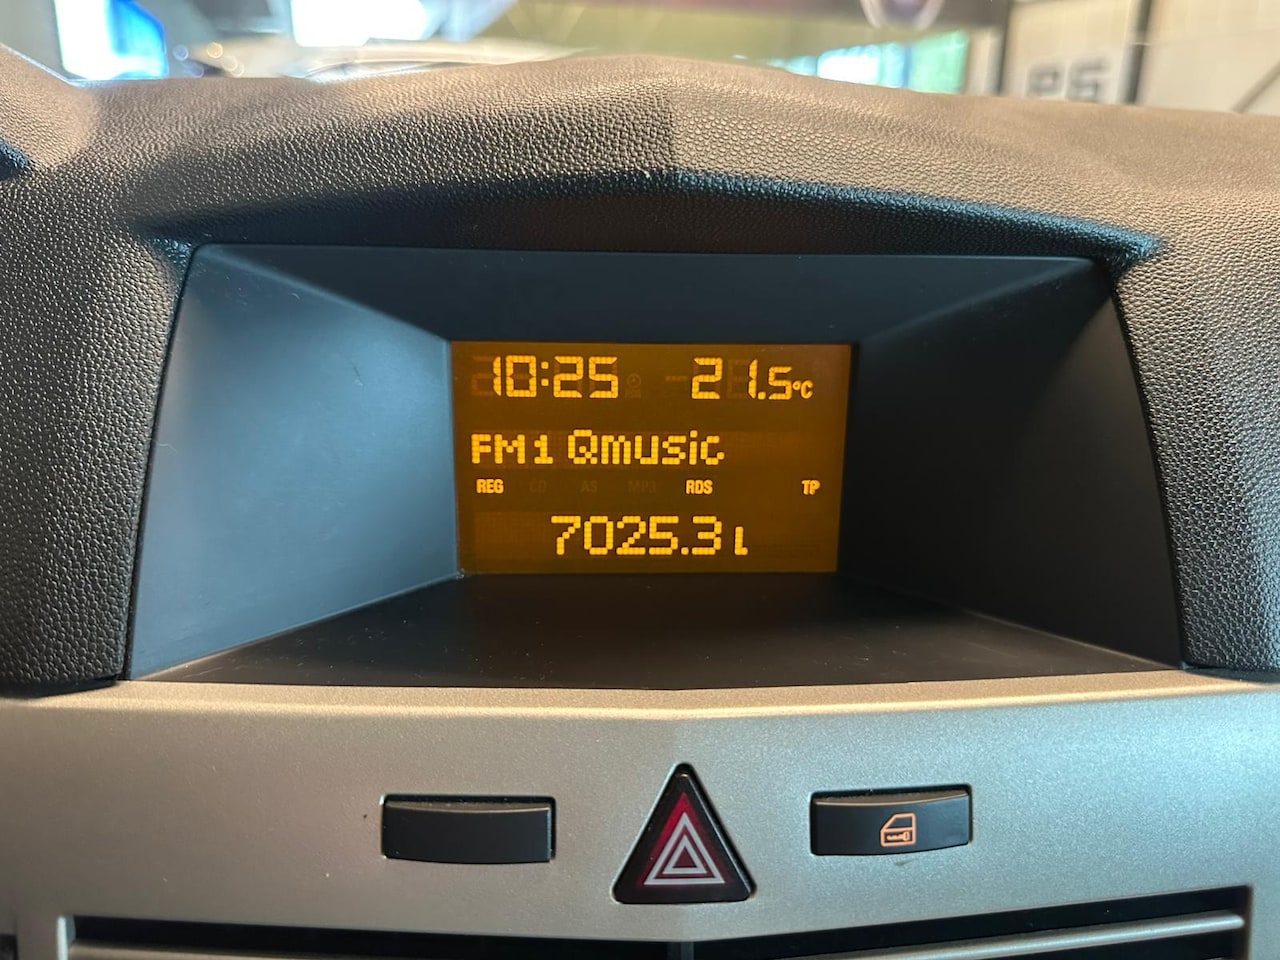 10:25 21.5°C
FM1 Qmusic
REG CD AS MP3 RDS TP
7025.3 l